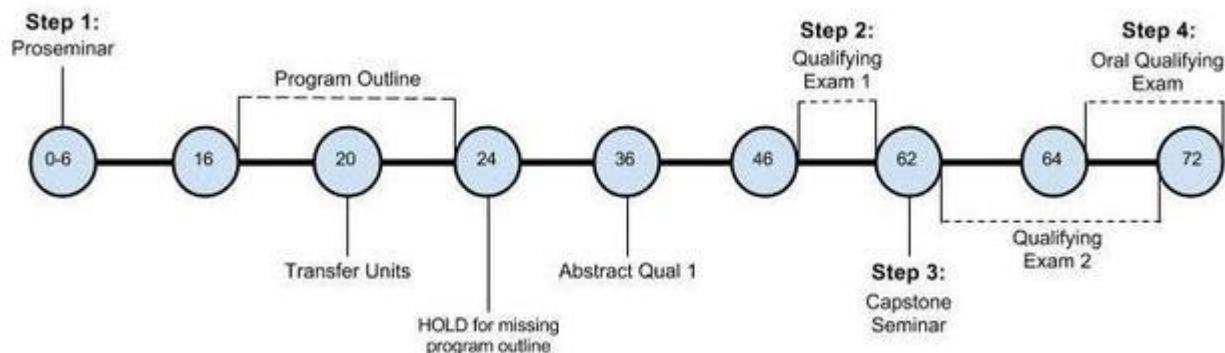 Step 1:
Proseminar
Program Outline
Step 2:
Qualifying
Exam 1
Step 4:
Oral Qualifying
Exam
0-6
16
20
24
36
46
62
64
72
Transfer Units
HOLD for missing
program outline
Abstract Qual 1
Step 3:
Capstone
Seminar
Qualifying
Exam 2